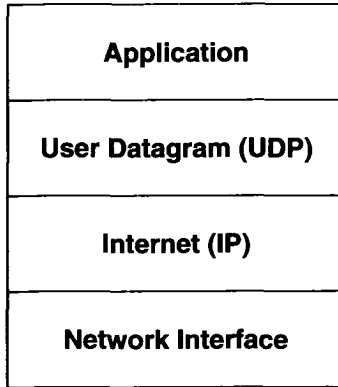 Application
User Datagram (UDP)
Internet (IP)
Network Interface